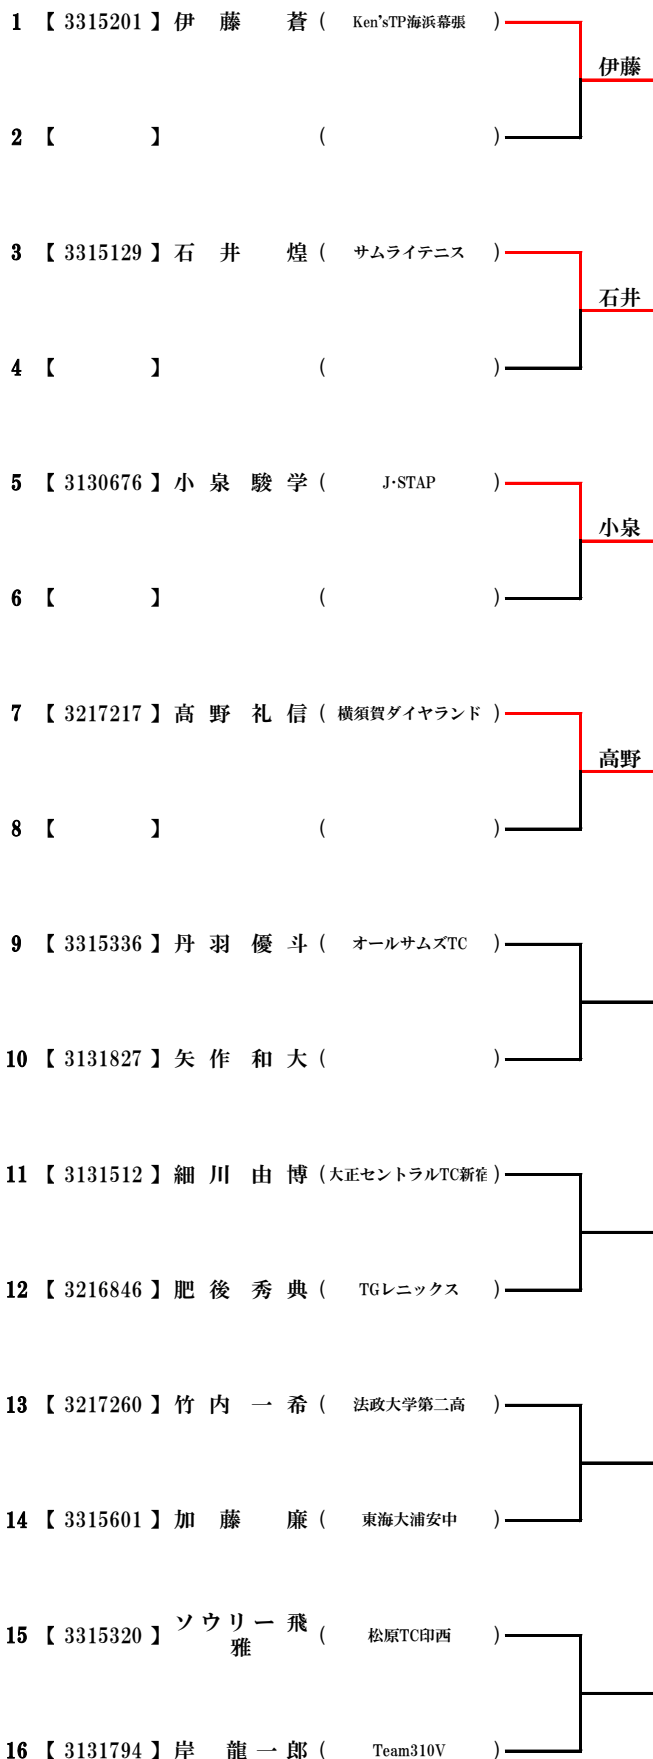 1 【 3315201 】 伊藤 蒼 ( Ken'sTP海浜幕張 )
伊藤
2 【 】 ( )
3 【 3315129 】 石井 煌 ( サムライテニス )
石井
4 【 】 ( )
5 【 3130676 】 小泉 駿学 ( J·STAP )
小泉
6 【 】 ( )
7 【 3217217 】 髙野 礼信 ( 横須賀ダイヤランド )
髙野
8 【 】 ( )
9 【 3315336 】 丹羽 優斗 ( オールサムズTC )
10 【 3131827 】 矢作 和大 ( )
11 【 3131512 】 細川 由博 ( 大正セントラルTC新宿 )
12 【 3216846 】 肥後 秀典 ( TGレニックス )
13 【 3217260 】 竹内 一希 ( 法政大学第二高 )
14 【 3315601 】 加藤 廉 ( 東海大浦安中 )
15 【 3315320 】 ソウリー 飛雅 ( 松原TC印西 )
16 【 3131794 】 岸 龍一郎 ( Team310V )